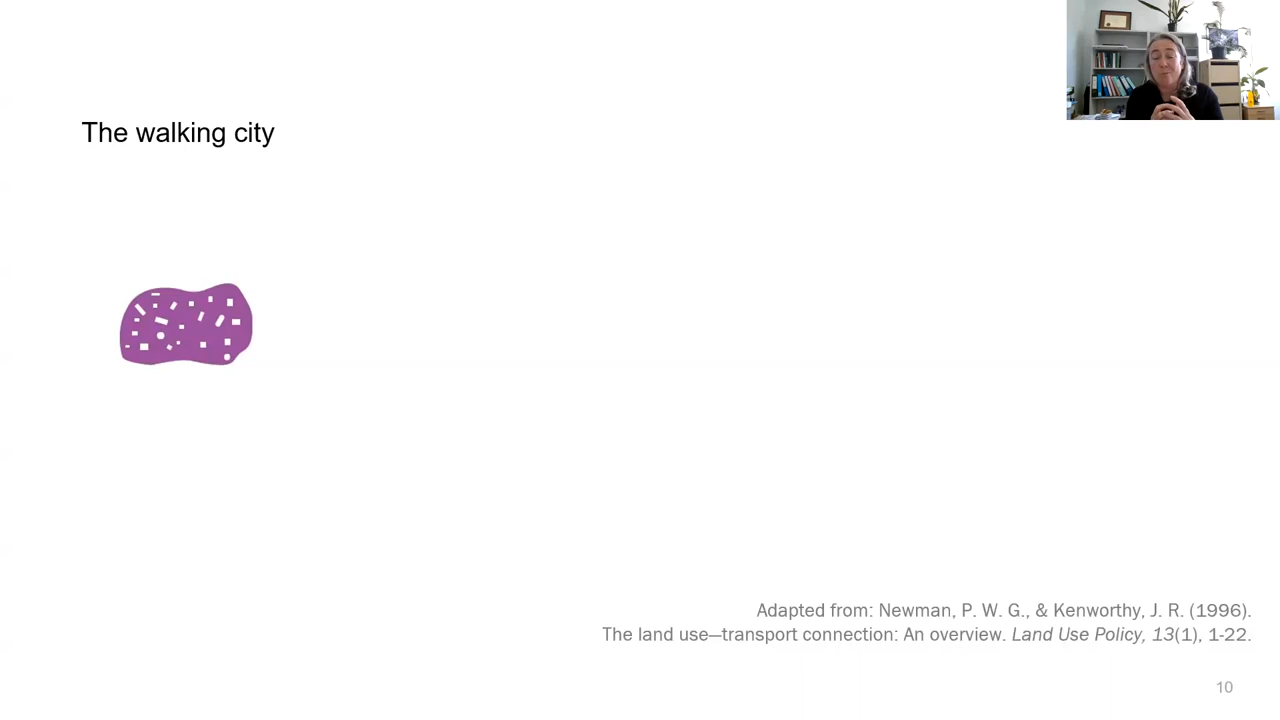 The walking city
Adapted from: Newman, P. W. G., & Kenworthy, J. R. (1996).
The land use—transport connection: An overview. Land Use Policy, 13(1), 1-22.
10